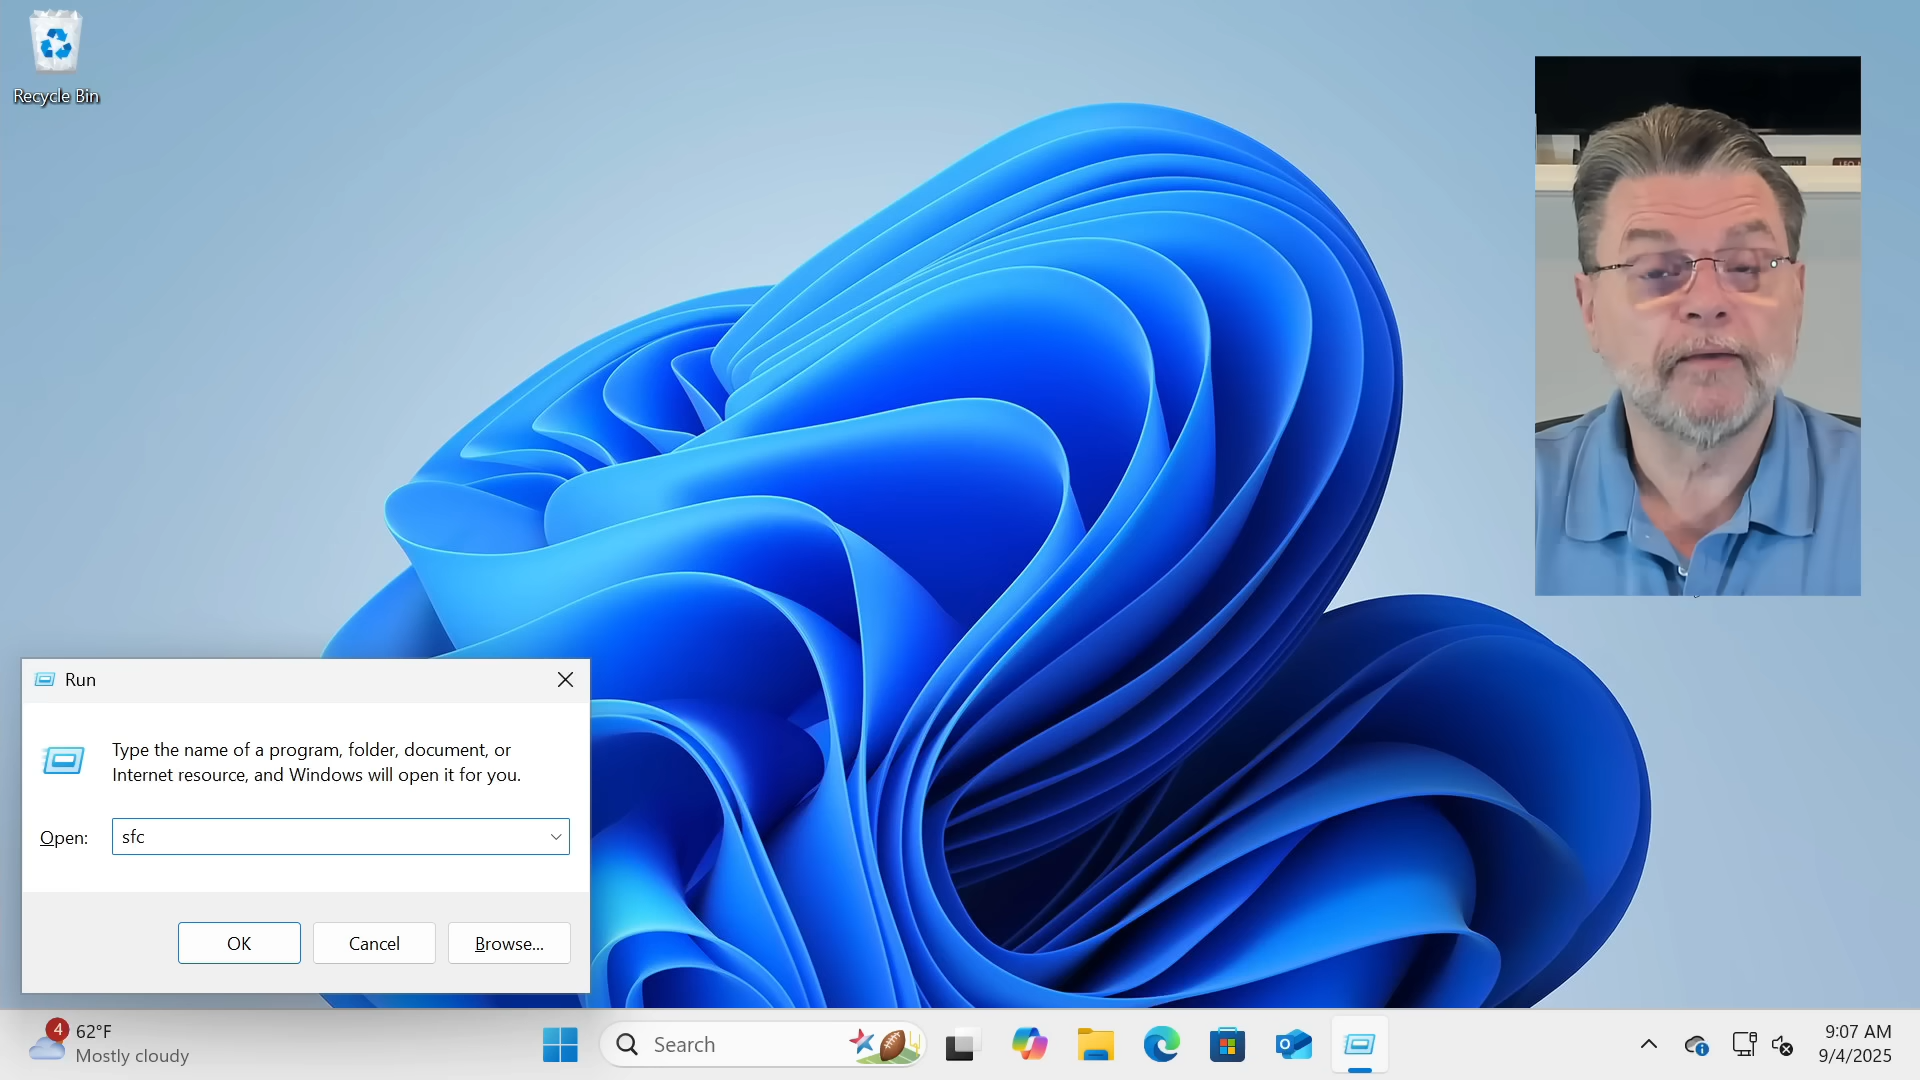 Recycle Bin
Run
Type the name of a program, folder, document, or
Internet resource, and Windows will open it for you.
Open:
sfc
OK
Cancel
Browse...
4
62°F
Mostly cloudy
Search
9:07 AM
9/4/2025